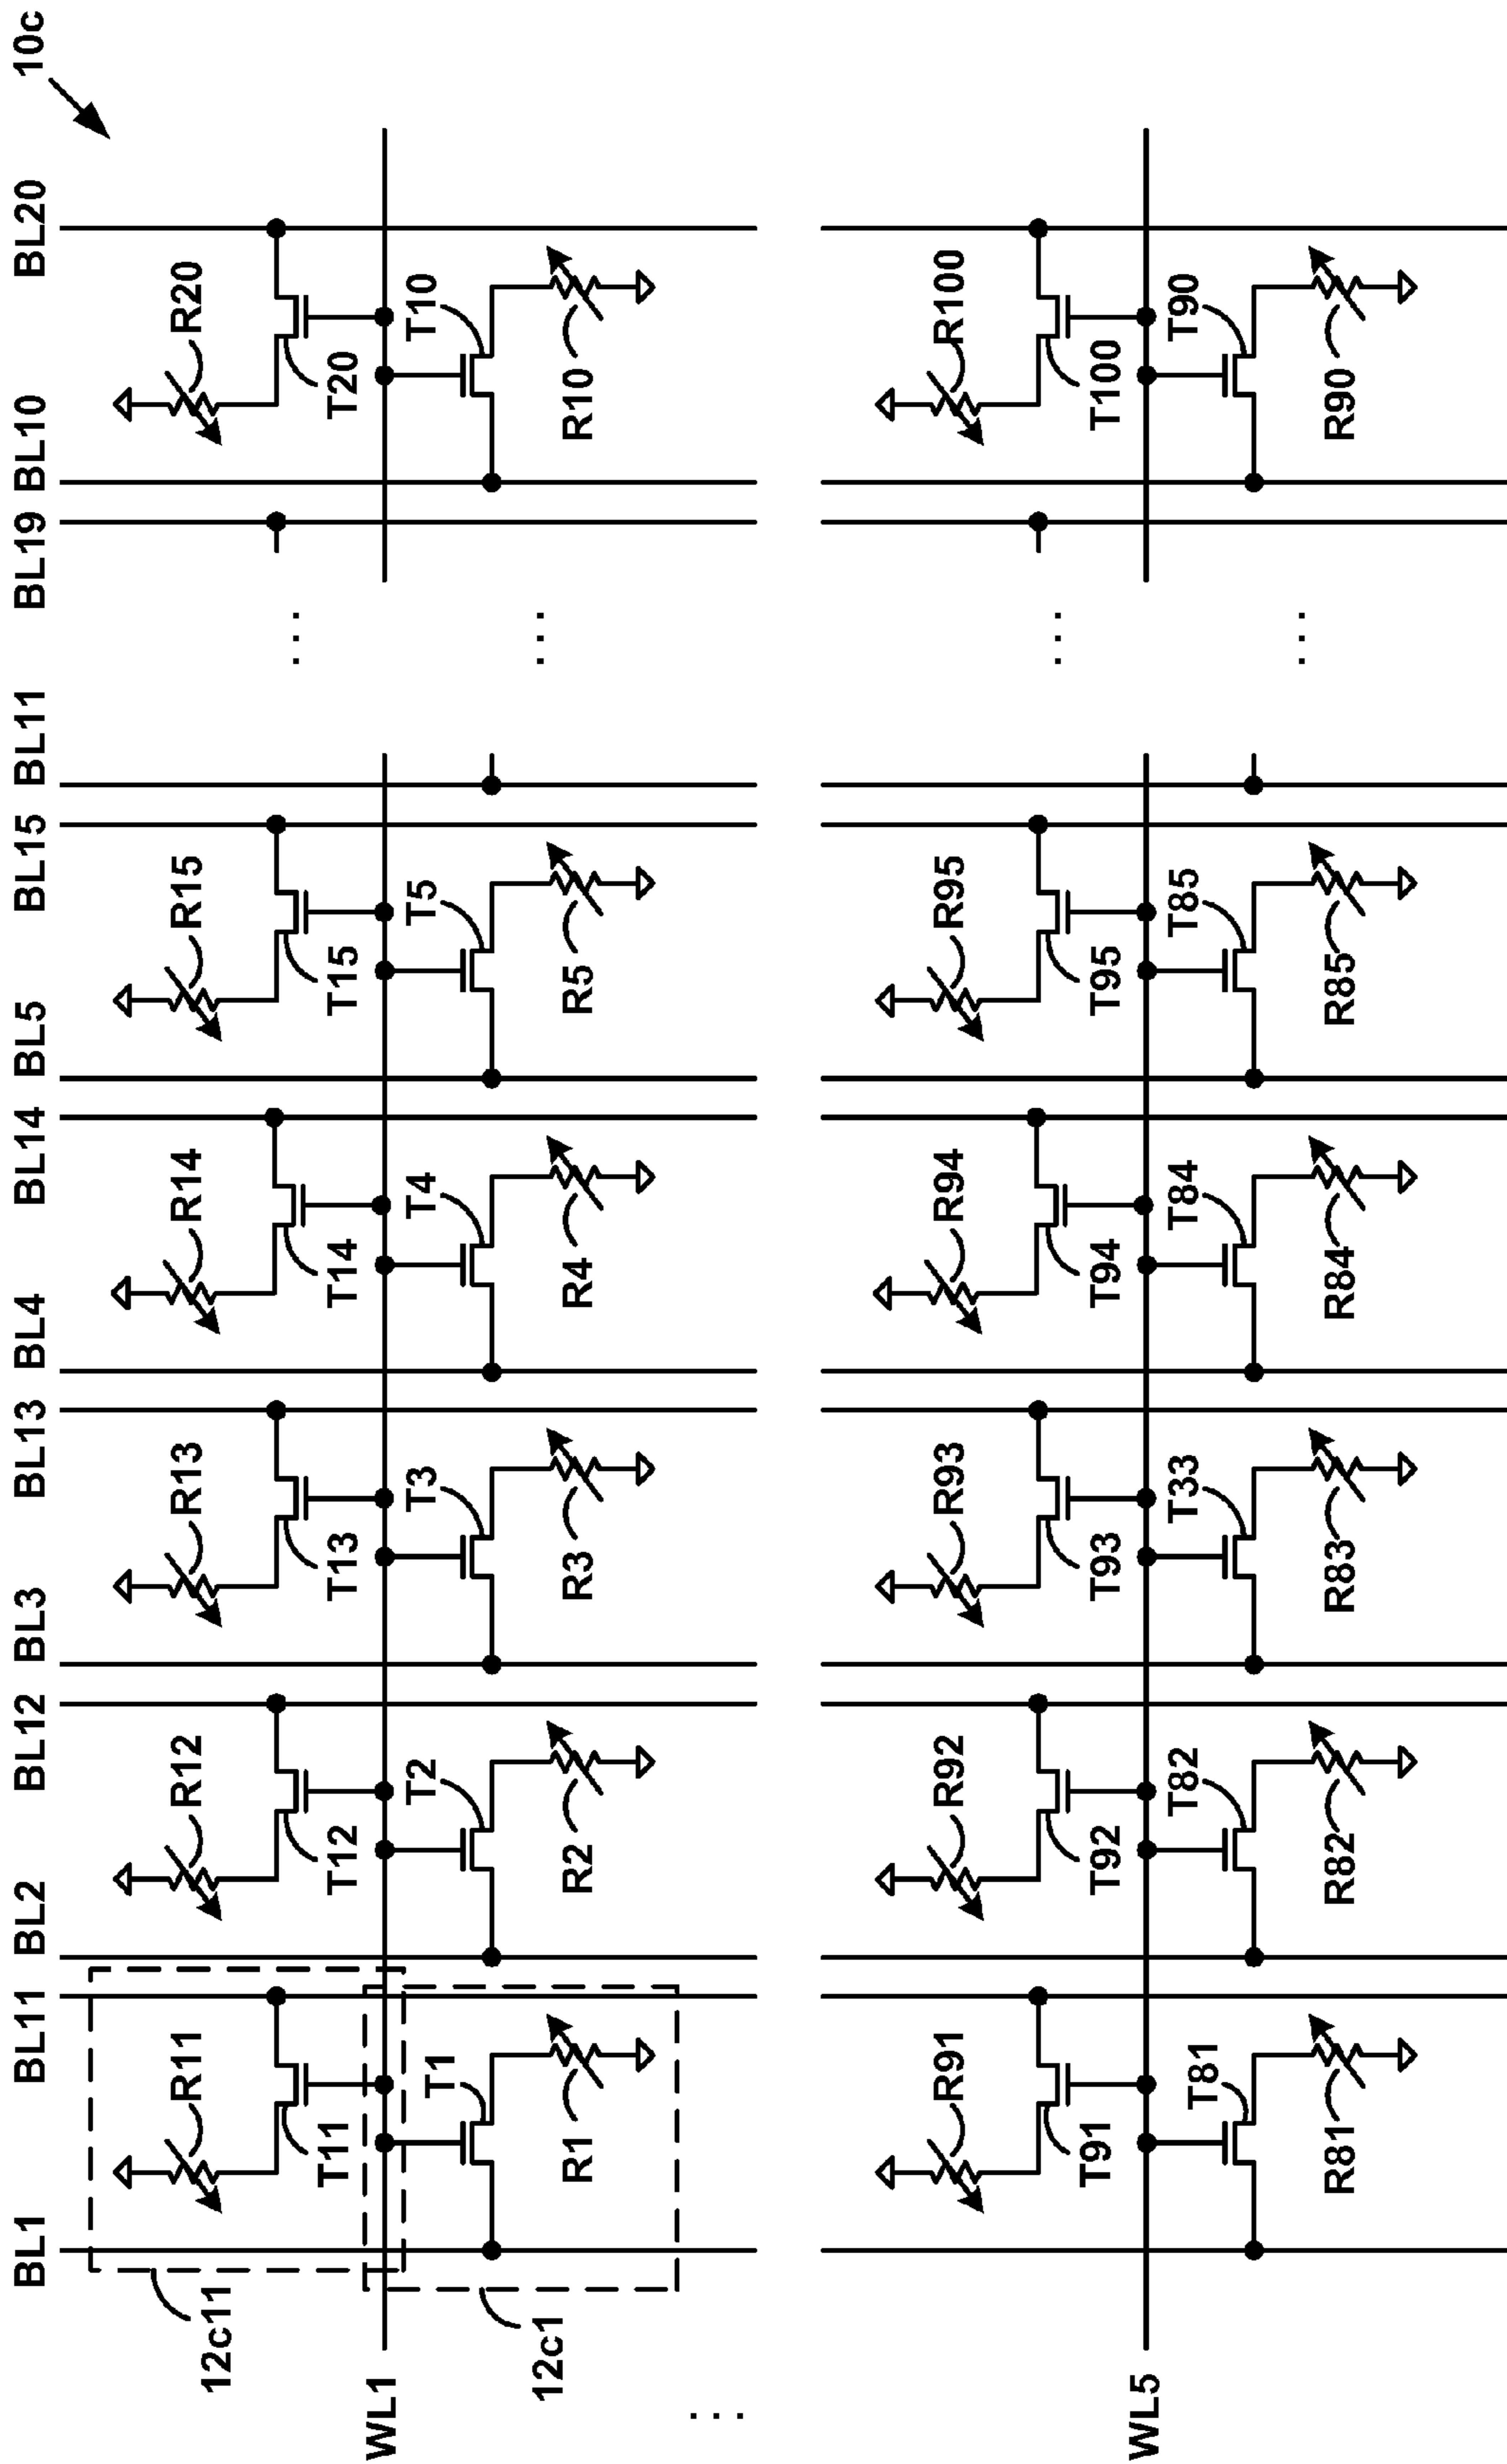 BL1 BL11 BL2 BL12 BL3 BL13 BL4 BL14 BL5 BL15 BL11 BL19 BL10 BL20 10c
R11 R12 R13 R14 R15 R20
12c11
T11 T12 T13 T14 T15 T20
WL1
T1 T2 T3 T4 T5 T10
12c1
R1 R2 R3 R4 R5 R10
R91 R92 R93 R94 R95 R100
T91 T92 T93 T94 T95 T100
WL5
T81 T82 T33 T84 T85 T90
R81 R82 R83 R84 R85 R90